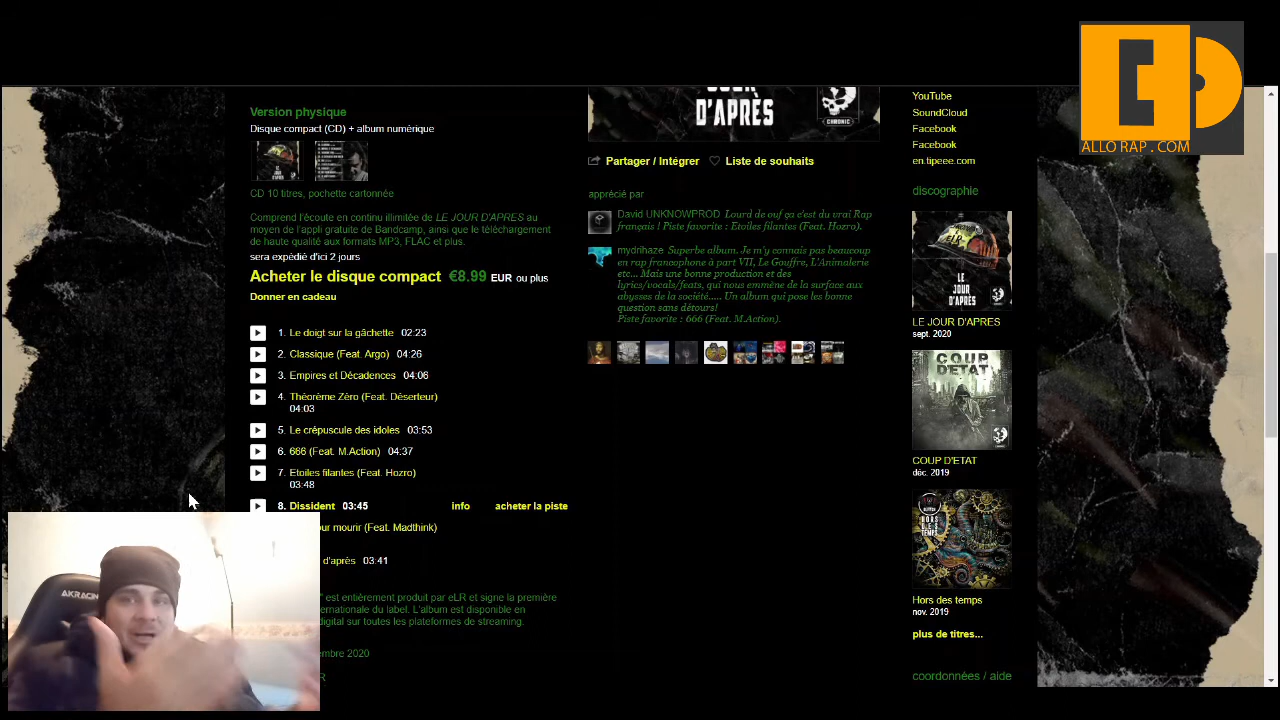 Version physique
Disque compact (CD) + album numérique
CD 10 titres, pochette cartonnée
Comprend l'écoute en continu illimitée de LE JOUR D'APRES au
moyen de l'appli gratuite de Bandcamp, ainsi que le téléchargement
de haute qualité aux formats MP3, FLAC et plus.
sera expédié d'ici 2 jours
Acheter le disque compact €8.99 EUR ou plus
Donner en cadeau
1. Le doigt sur la gâchette 02:23
2. Classique (Feat. Argo) 04:26
3. Empires et Décadences 04:06
4. Théorème Zéro (Feat. Déserteur)
04:03
5. Le crépuscule des idoles 03:53
6. 666 (Feat. M.Action) 04:37
7. Etoiles filantes (Feat. Hozro)
03:48
8. Dissident 03:45 info acheter la piste
our mourir (Feat. Madthink)
d'après 03:41
" est entièrement produit par eLR et signe la première
ternationale du label. L'album est disponible en
digital sur toutes les plateformes de streaming.
embre 2020
R
AKRACING
JOUR
D'APRÈS
CHRONIC
Partager / Intégrer Liste de souhaits
apprécié par
David UNKNOWPROD Lourd de ouf ça c'est du vrai Rap
français ! Piste favorite : Etoiles filantes (Feat. Hozro).
mydrihaze Superbe album. Je m'y connais pas beaucoup
en rap francophone à part VII, Le Gouffre, L'Animalerie
etc... Mais une bonne production et des
lyrics/vocals/feats, qui nous emmène de la surface aux
abysses de la société..... Un album qui pose les bonne
question sans détours!
Piste favorite : 666 (Feat. M.Action).
YouTube
SoundCloud
Facebook
Facebook
en.tipeee.com
discographie
LE
JOUR
D'APRÈS
LE JOUR D'APRES
sept. 2020
COUP
D'ETAT
COUP D'ETAT
déc. 2019
HORS
DES
TEMPS
Hors des temps
nov. 2019
plus de titres...
coordonnées / aide
ALLO RAP . COM